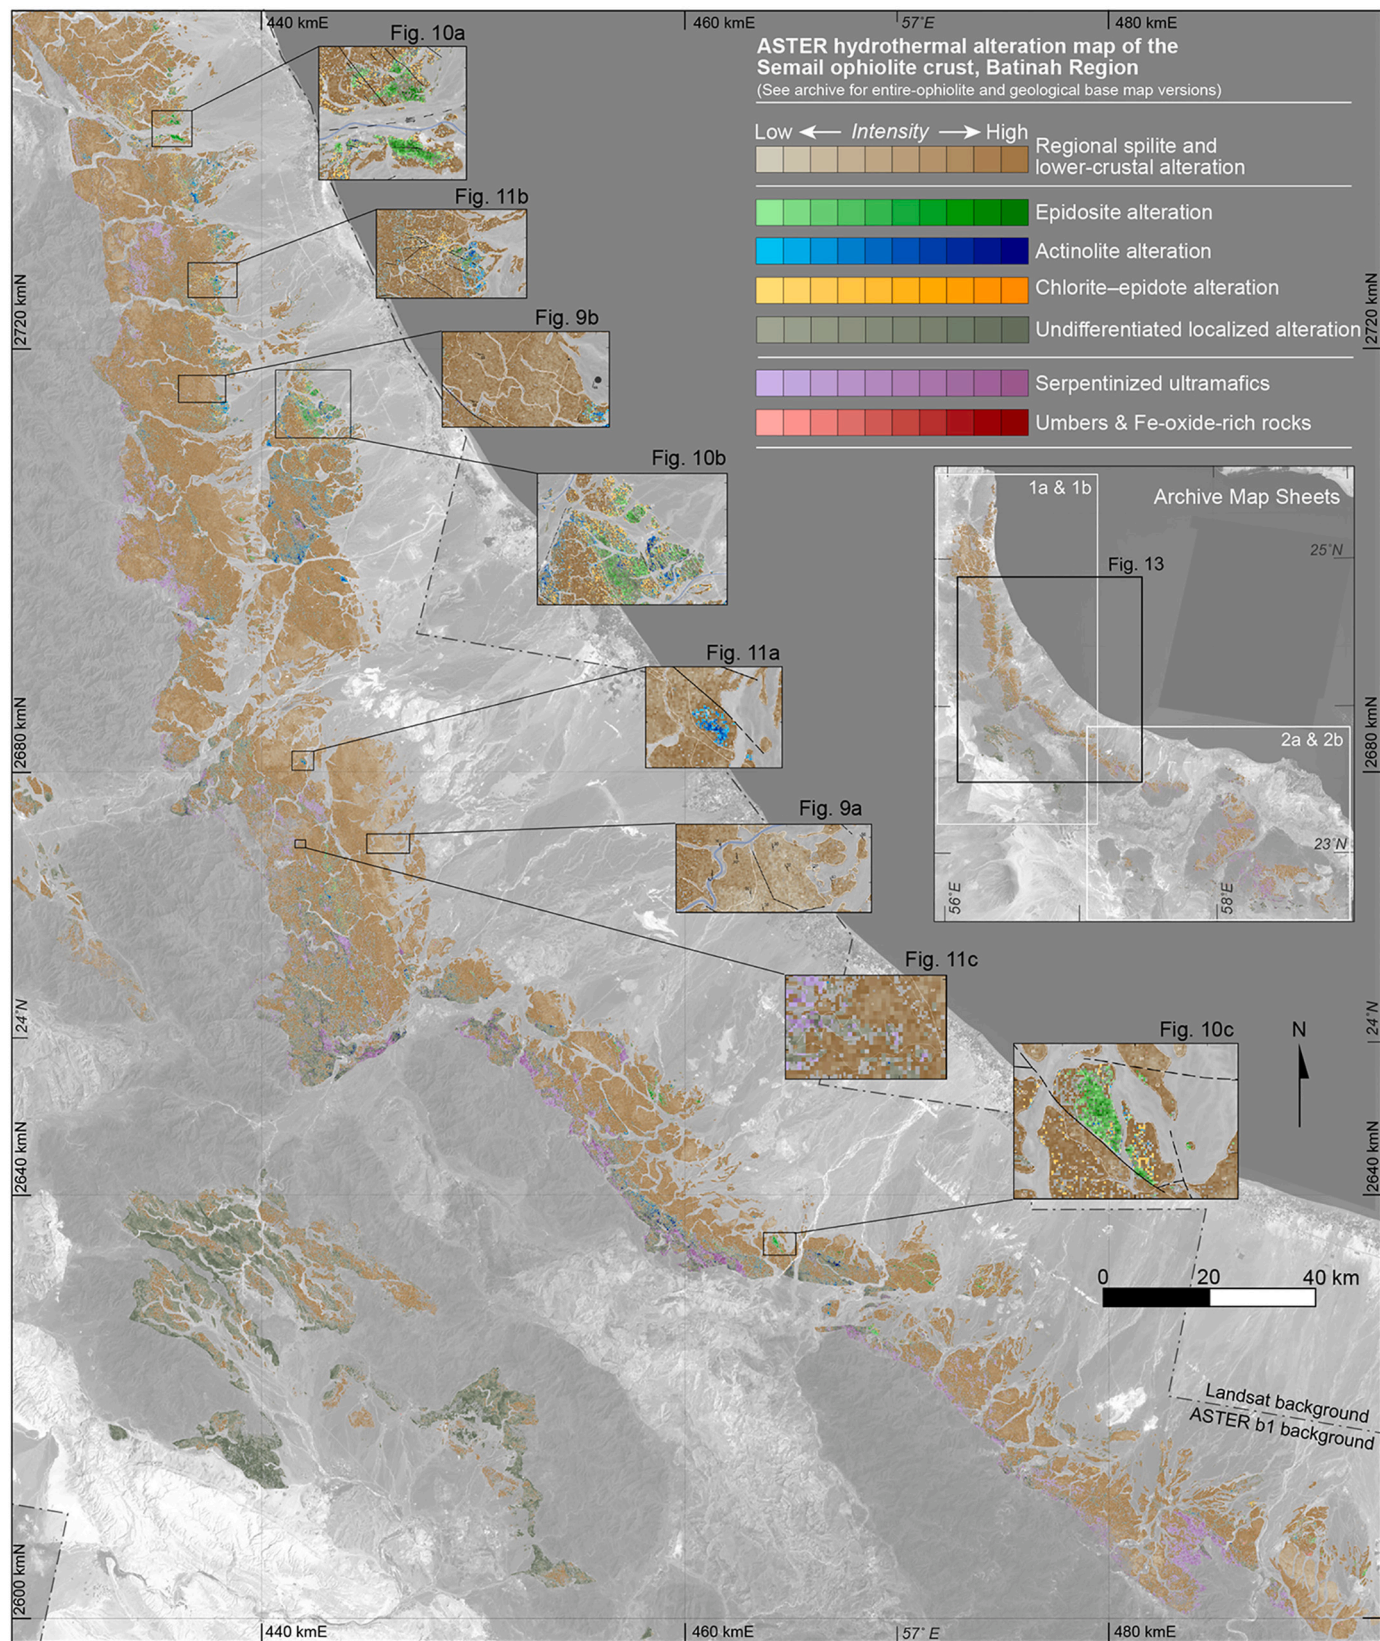 440 kmE
460 kmE
57°E
480 kmE
ASTER hydrothermal alteration map of the
Semail ophiolite crust, Batinah Region
(See archive for entire-ophiolite and geological base map versions)
Low Intensity High
Regional spilite and
lower-crustal alteration
Epidosite alteration
Actinolite alteration
Chlorite–epidote alteration
Undifferentiated localized alteration
Serpentinized ultramafics
Umbers & Fe-oxide-rich rocks
Fig. 10a
Fig. 11b
Fig. 9b
Fig. 10b
Fig. 11a
Fig. 9a
Fig. 11c
Fig. 10c
1a & 1b
Archive Map Sheets
25°N
Fig. 13
2a & 2b
23°N
56°E
58°E
2720 kmN
2720 kmN
2680 kmN
2680 kmN
24°N
24°N
N
2640 kmN
2640 kmN
0 20 40 km
Landsat background
ASTER b1 background
2600 kmN
440 kmE
460 kmE
57°E
480 kmE